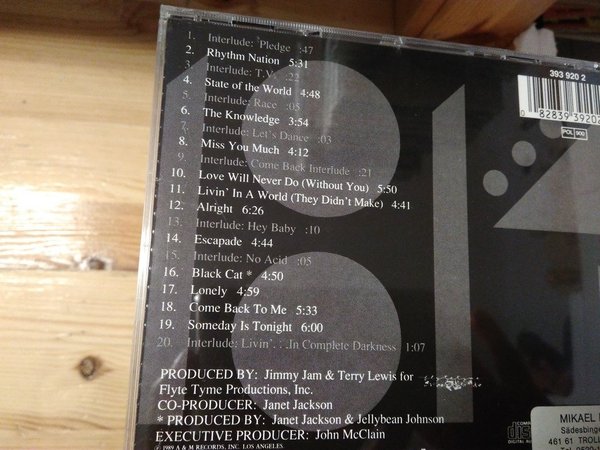 1. Interlude: Pledge :47
2. Rhythm Nation 5:31
3. Interlude: T.V. :22
4. State of the World 4:48
5. Interlude: Race :05
6. The Knowledge 3:54
7. Interlude: Let's Dance :03
8. Miss You Much 4:12
9. Interlude: Come Back Interlude :21
10. Love Will Never Do (Without You) 5:50
11. Livin' In A World (They Didn't Make) 4:41
12. Alright 6:26
13. Interlude: Hey Baby :10
14. Escapade 4:44
15. Interlude: No Acid :05
16. Black Cat * 4:50
17. Lonely 4:59
18. Come Back To Me 5:33
19. Someday Is Tonight 6:00
20. Interlude: Livin'. . .In Complete Darkness 1:07
PRODUCED BY: Jimmy Jam & Terry Lewis for
Flyte Tyme Productions, Inc.
CO-PRODUCER: Janet Jackson
* PRODUCED BY: Janet Jackson & Jellybean Johnson
EXECUTIVE PRODUCER: John McClain
℗ 1989 A & M RECORDS, INC. LOS ANGELES
393 920 2
0 82839 39202
POL 900
DIGITAL
MIKAEL
461 61 TROLL